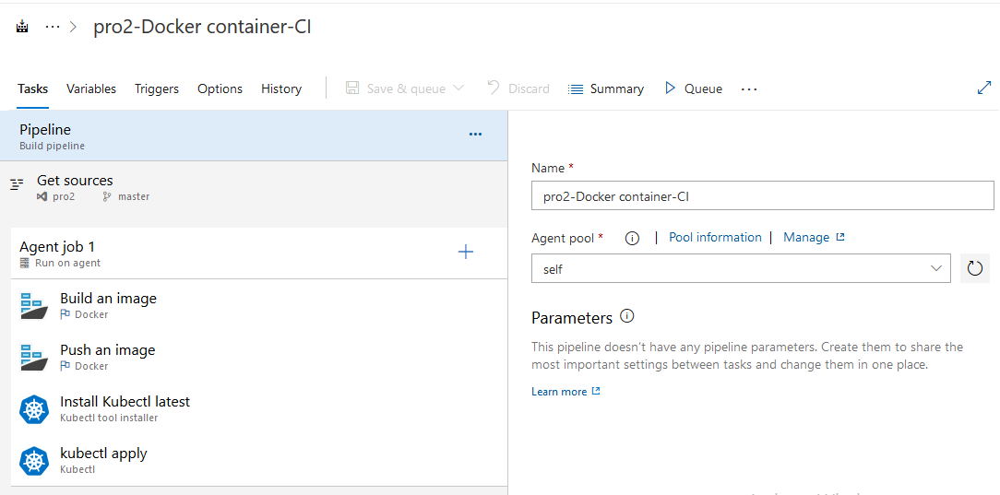 pro2-Docker container-CI
Tasks Variables Triggers Options History Save & queue Discard Summary Queue
Pipeline
Build pipeline
Get sources
pro2 master
Agent job 1
Run on agent
Build an image
Docker
Push an image
Docker
Install Kubectl latest
Kubectl tool installer
kubectl apply
Kubectl
Name *
pro2-Docker container-CI
Agent pool * | Pool information | Manage
self
Parameters
This pipeline doesn't have any pipeline parameters. Create them to share the
most important settings between tasks and change them in one place.
Learn more